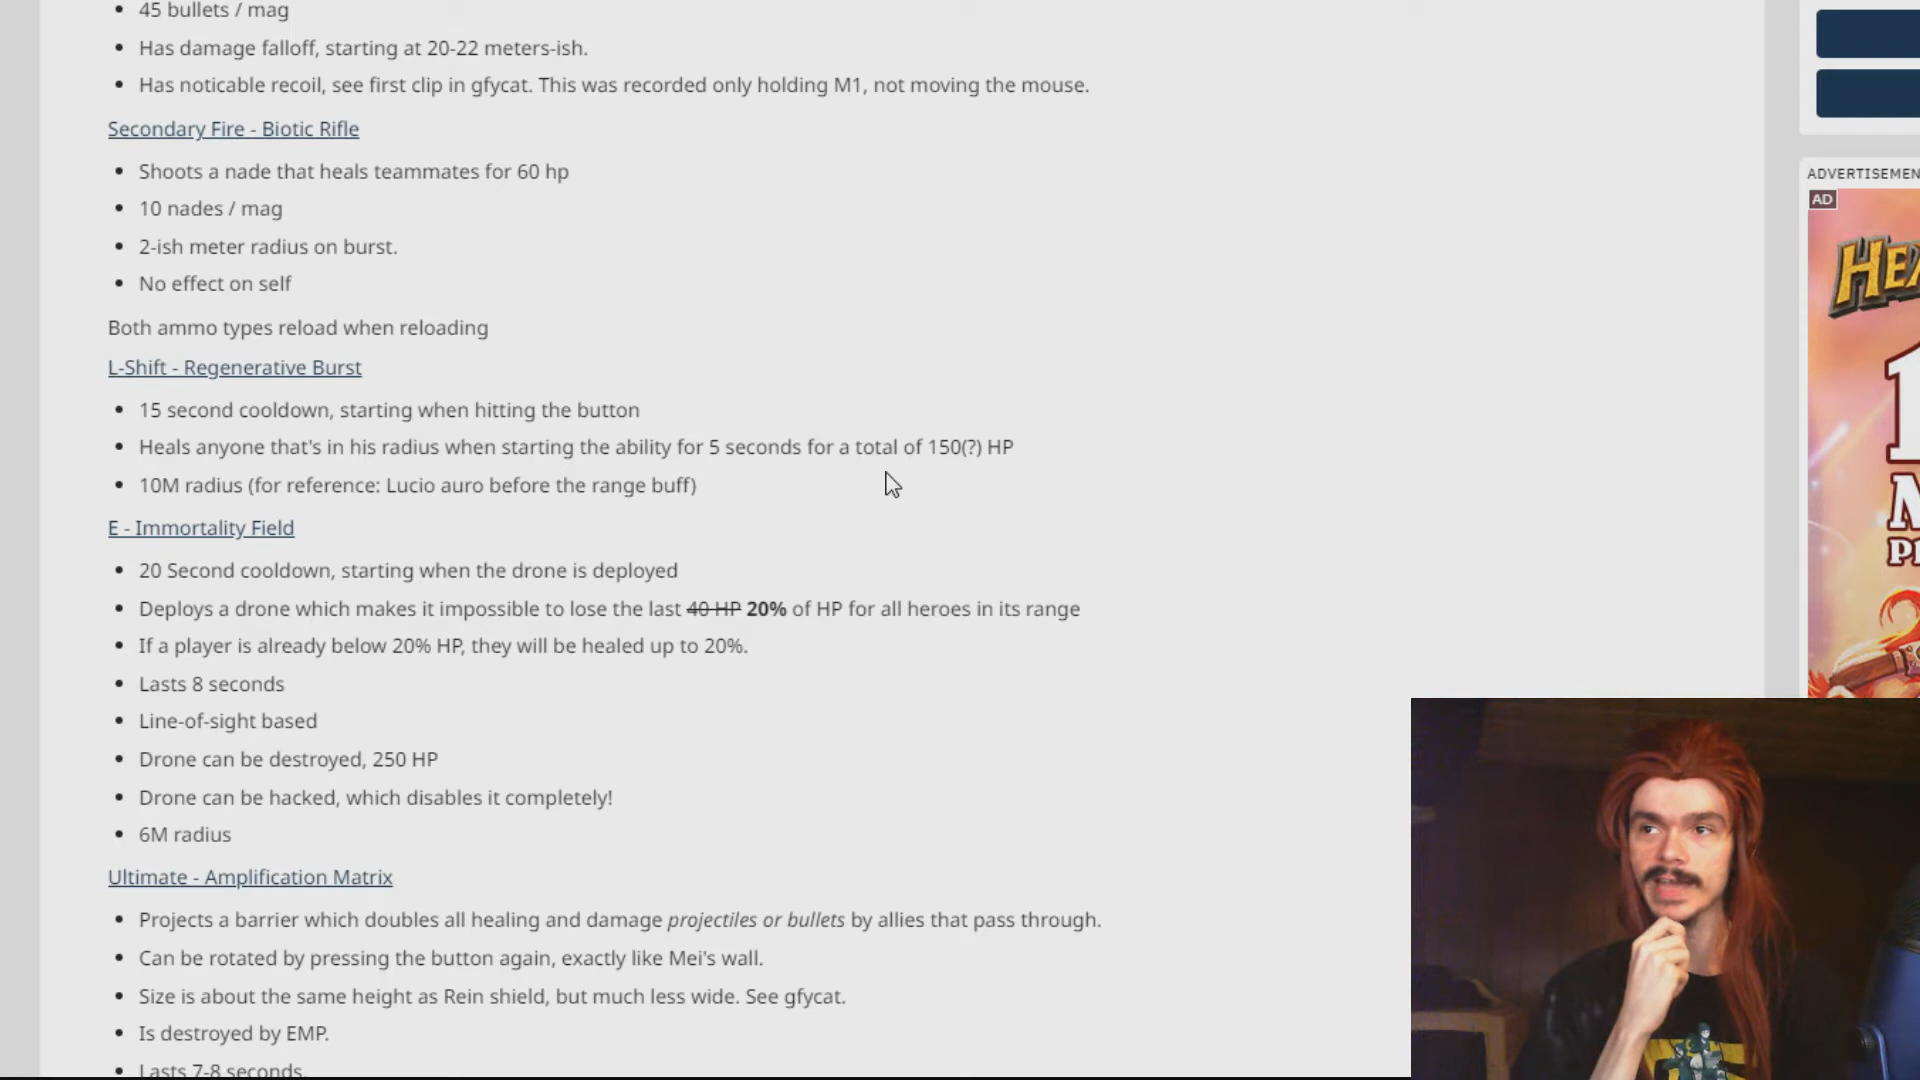 45 bullets / mag
Has damage falloff, starting at 20-22 meters-ish.
Has noticable recoil, see first clip in gfycat. This was recorded only holding M1, not moving the mouse.
Secondary Fire - Biotic Rifle
Shoots a nade that heals teammates for 60 hp
10 nades / mag
2-ish meter radius on burst.
No effect on self
Both ammo types reload when reloading
L-Shift - Regenerative Burst
15 second cooldown, starting when hitting the button
Heals anyone that's in his radius when starting the ability for 5 seconds for a total of 150(?) HP
10M radius (for reference: Lucio auro before the range buff)
E - Immortality Field
20 Second cooldown, starting when the drone is deployed
Deploys a drone which makes it impossible to lose the last 40 HP 20% of HP for all heroes in its range
If a player is already below 20% HP, they will be healed up to 20%.
Lasts 8 seconds
Line-of-sight based
Drone can be destroyed, 250 HP
Drone can be hacked, which disables it completely!
6M radius
Ultimate - Amplification Matrix
Projects a barrier which doubles all healing and damage projectiles or bullets by allies that pass through.
Can be rotated by pressing the button again, exactly like Mei's wall.
Size is about the same height as Rein shield, but much less wide. See gfycat.
Is destroyed by EMP.
Lasts 7-8 seconds.
ADVERTISEMEN
AD